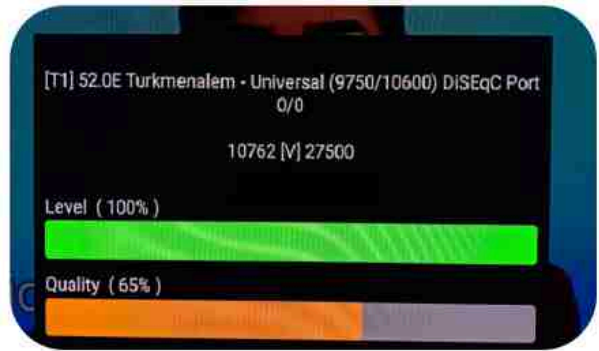 [T1] 52.0E Turkmenalem - Universal (9750/10600) DiSEqC Port
0/0
10762 [V] 27500
Level ( 100% )
Quality ( 65% )